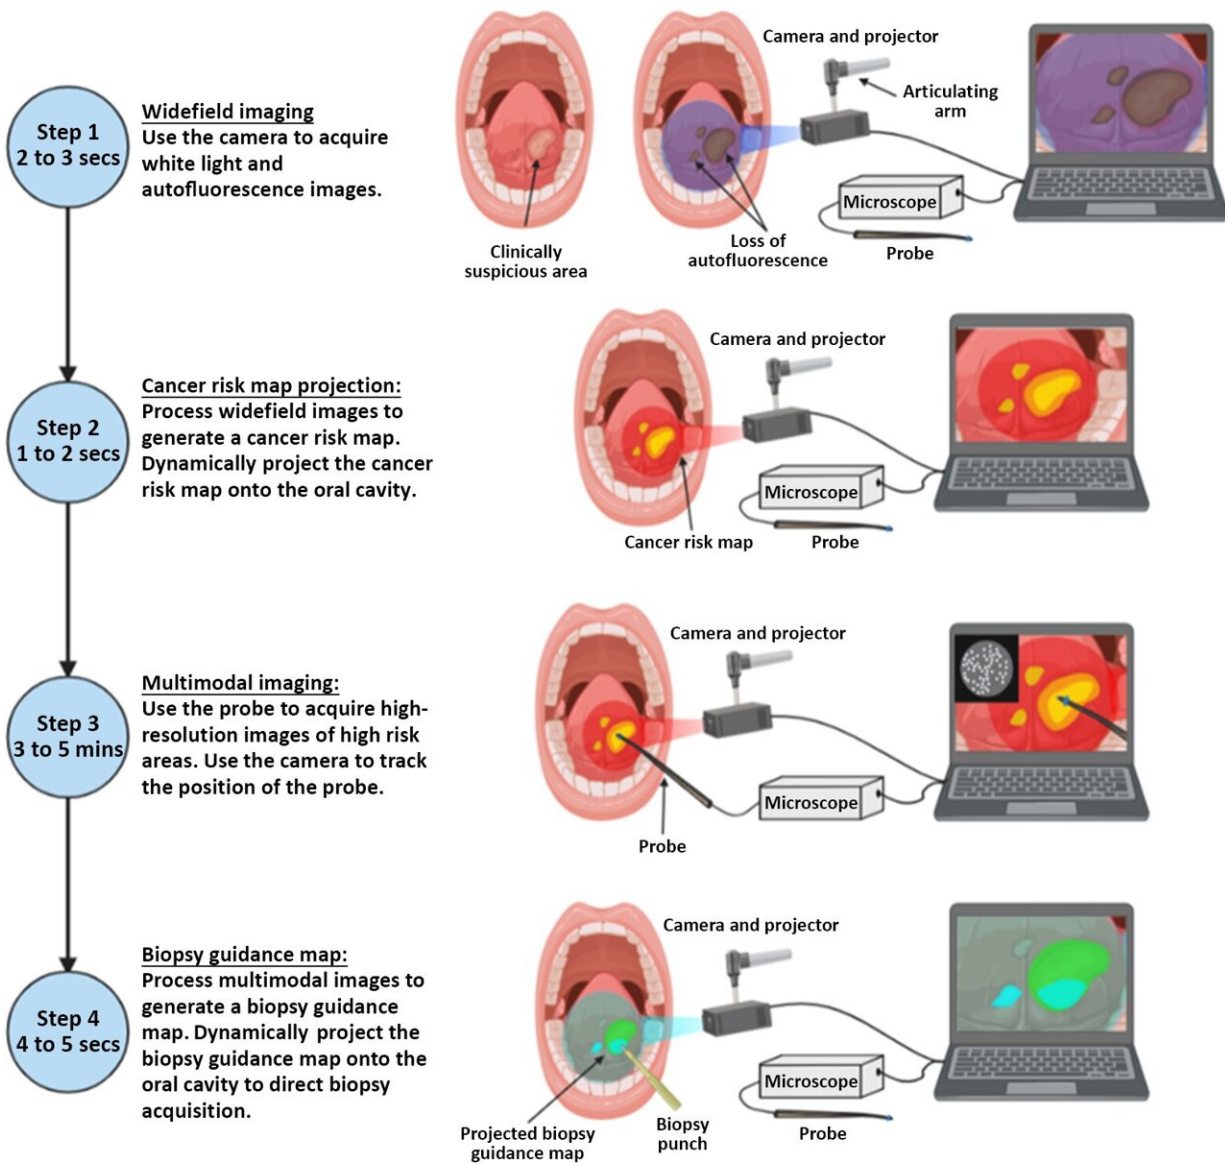 Step 1
2 to 3 secs
Widefield imaging
Use the camera to acquire
white light and
autofluorescence images.
Camera and projector
Articulating
arm
Microscope
Clinically
suspicious area
Loss of
autofluorescence
Probe
Step 2
1 to 2 secs
Cancer risk map projection:
Process widefield images to
generate a cancer risk map.
Dynamically project the cancer
risk map onto the oral cavity.
Camera and projector
Microscope
Cancer risk map
Probe
Step 3
3 to 5 mins
Multimodal imaging:
Use the probe to acquire high-
resolution images of high risk
areas. Use the camera to track
the position of the probe.
Camera and projector
Microscope
Probe
Step 4
4 to 5 secs
Biopsy guidance map:
Process multimodal images to
generate a biopsy guidance
map. Dynamically project the
biopsy guidance map onto the
oral cavity to direct biopsy
acquisition.
Camera and projector
Microscope
Projected biopsy
guidance map
Biopsy
punch
Probe